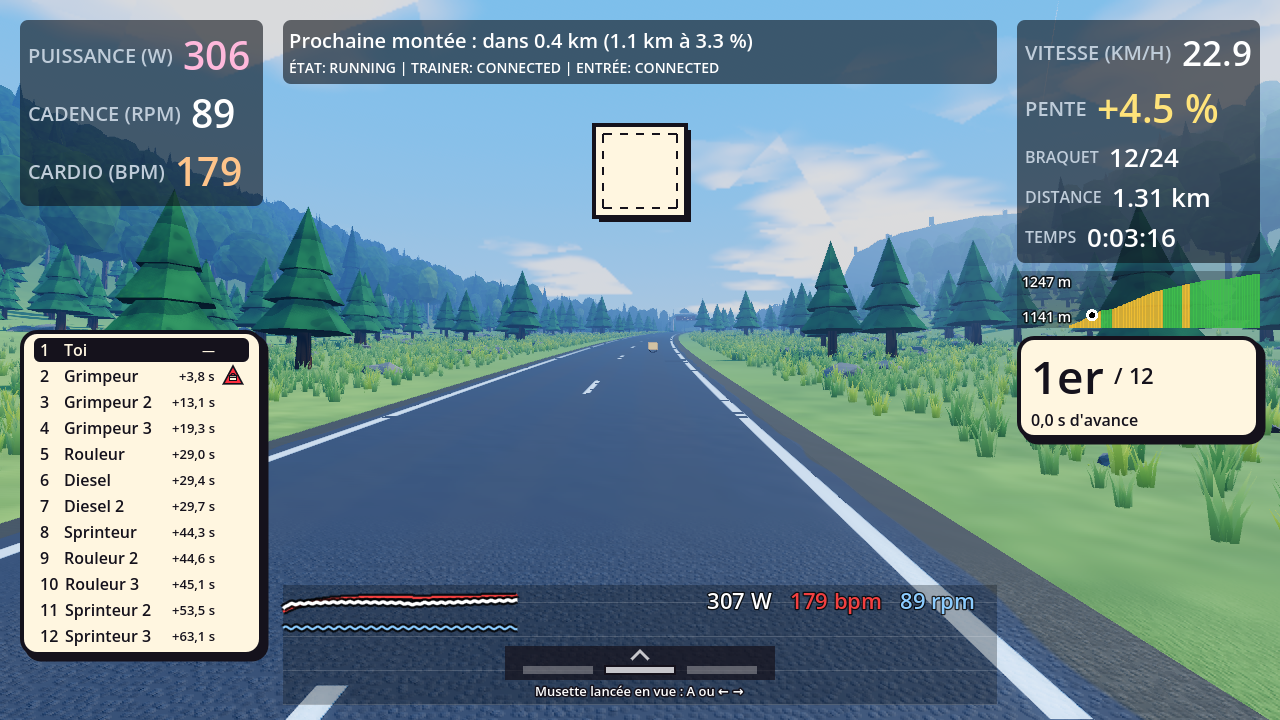 PUISSANCE (W) 306
CADENCE (RPM) 89
CARDIO (BPM) 179
Prochaine montée : dans 0.4 km (1.1 km à 3.3 %)
ÉTAT: RUNNING | TRAINER: CONNECTED | ENTRÉE: CONNECTED
VITESSE (KM/H) 22.9
PENTE +4.5 %
BRAQUET 12/24
DISTANCE 1.31 km
TEMPS 0:03:16
1247 m
1141 m
1er / 12
0,0 s d'avance
1 Toi —
2 Grimpeur +3,8 s
3 Grimpeur 2 +13,1 s
4 Grimpeur 3 +19,3 s
5 Rouleur +29,0 s
6 Diesel +29,4 s
7 Diesel 2 +29,7 s
8 Sprinteur +44,3 s
9 Rouleur 2 +44,6 s
10 Rouleur 3 +45,1 s
11 Sprinteur 2 +53,5 s
12 Sprinteur 3 +63,1 s
307 W 179 bpm 89 rpm
Musette lancée en vue : A ou ← →